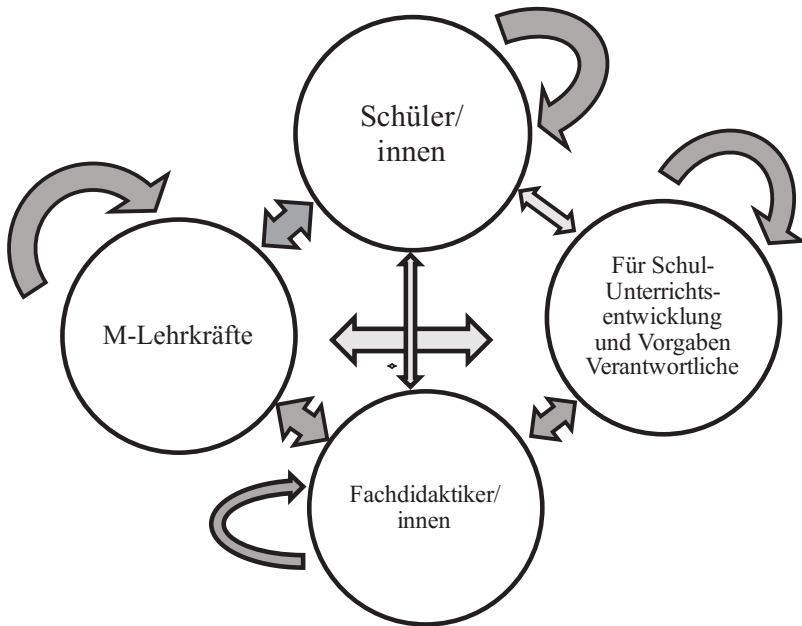 Schüler/
innen
M-Lehrkräfte
Für Schul-
Unterrichts-
entwicklung
und Vorgaben
Verantwortliche
Fachdidaktiker/
innen